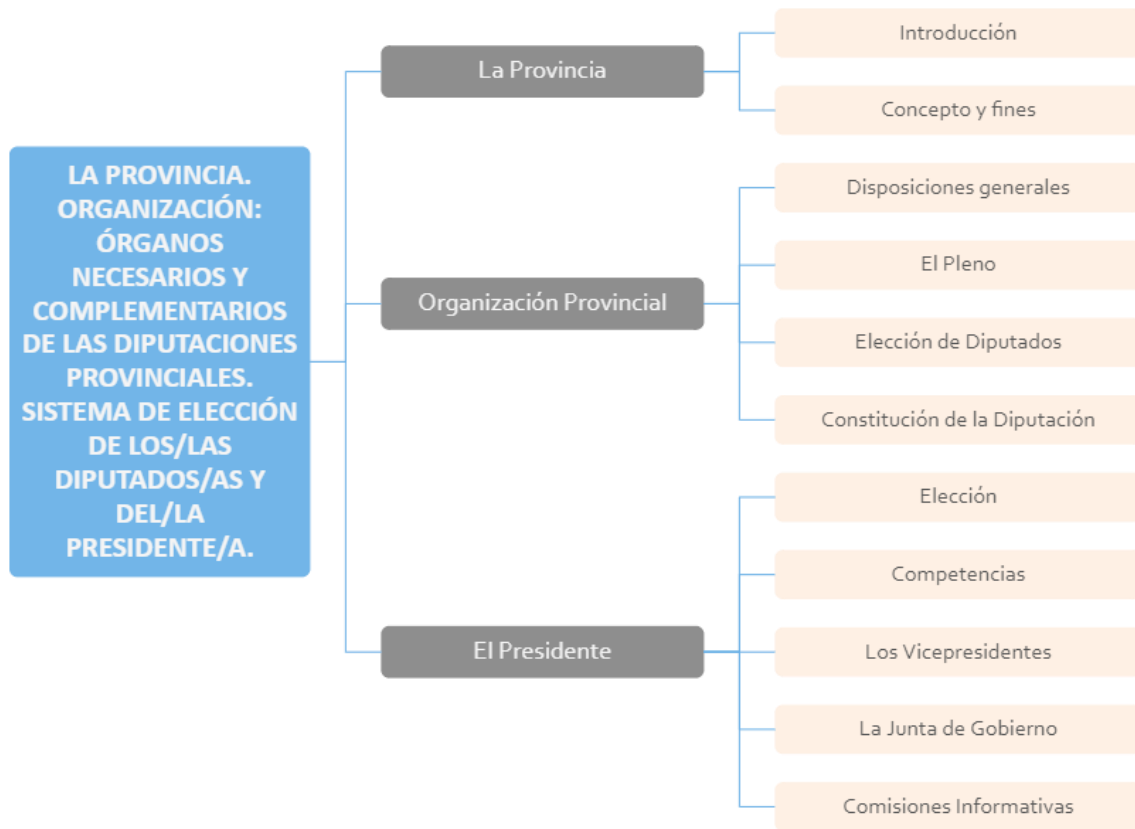 LA PROVINCIA.
ORGANIZACIÓN:
ÓRGANOS
NECESARIOS Y
COMPLEMENTARIOS
DE LAS DIPUTACIONES
PROVINCIALES.
SISTEMA DE ELECCIÓN
DE LOS/LAS
DIPUTADOS/AS Y
DEL/LA
PRESIDENTE/A.
La Provincia
Introducción
Concepto y fines
Organización Provincial
Disposiciones generales
El Pleno
Elección de Diputados
Constitución de la Diputación
El Presidente
Elección
Competencias
Los Vicepresidentes
La Junta de Gobierno
Comisiones Informativas